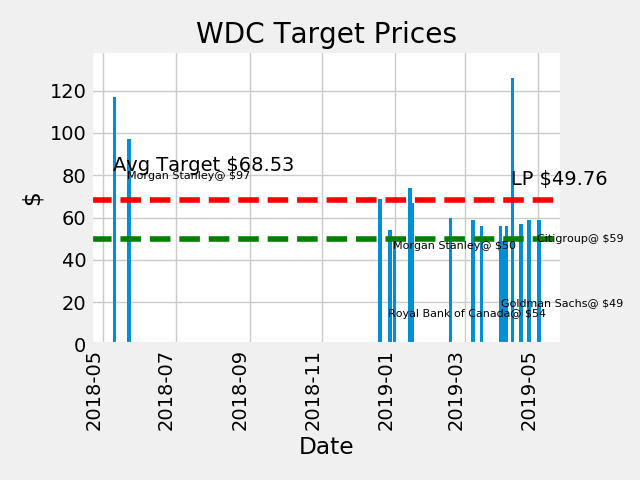 WDC Target Prices
120
100
80
60
40
20
0
$
Avg Target $68.53
Morgan Stanley@ $97
LP $49.76
Morgan Stanley@ $50
Citigroup@ $59
Goldman Sachs@ $49
Royal Bank of Canada@ $54
2018-05
2018-07
2018-09
2018-11
2019-01
2019-03
2019-05
Date